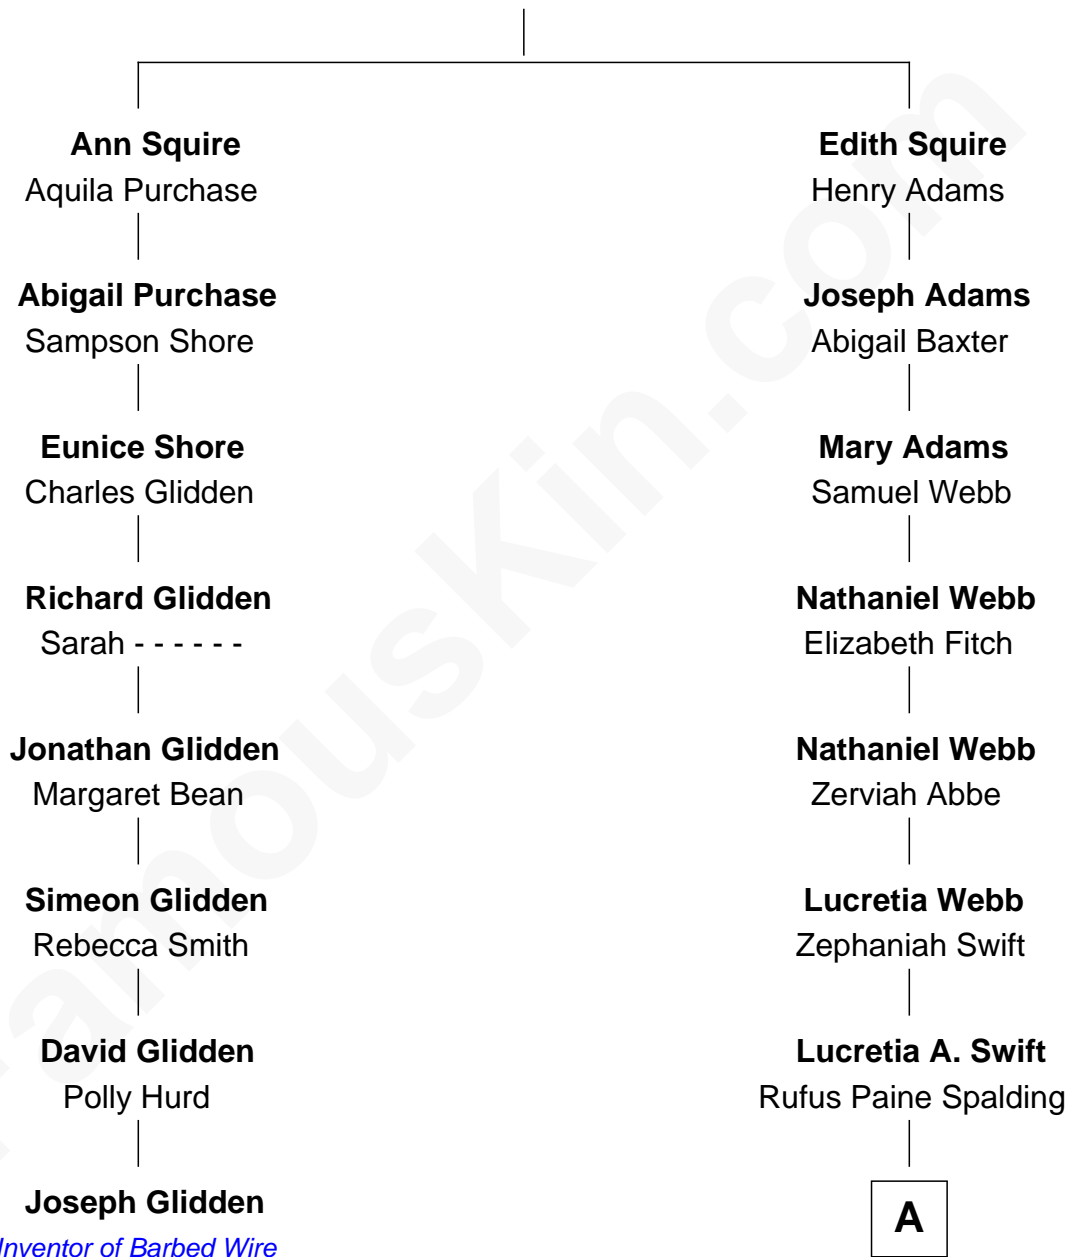 Ann Squire
Aquila Purchase
Abigail Purchase
Sampson Shore
Eunice Shore
Charles Glidden
Richard Glidden
Sarah - - - - - -
Jonathan Glidden
Margaret Bean
Simeon Glidden
Rebecca Smith
David Glidden
Polly Hurd
Joseph Glidden
Inventor of Barbed Wire
Edith Squire
Henry Adams
Joseph Adams
Abigail Baxter
Mary Adams
Samuel Webb
Nathaniel Webb
Elizabeth Fitch
Nathaniel Webb
Zerviah Abbe
Lucretia Webb
Zephaniah Swift
Lucretia A. Swift
Rufus Paine Spalding
A
FamousKin.com